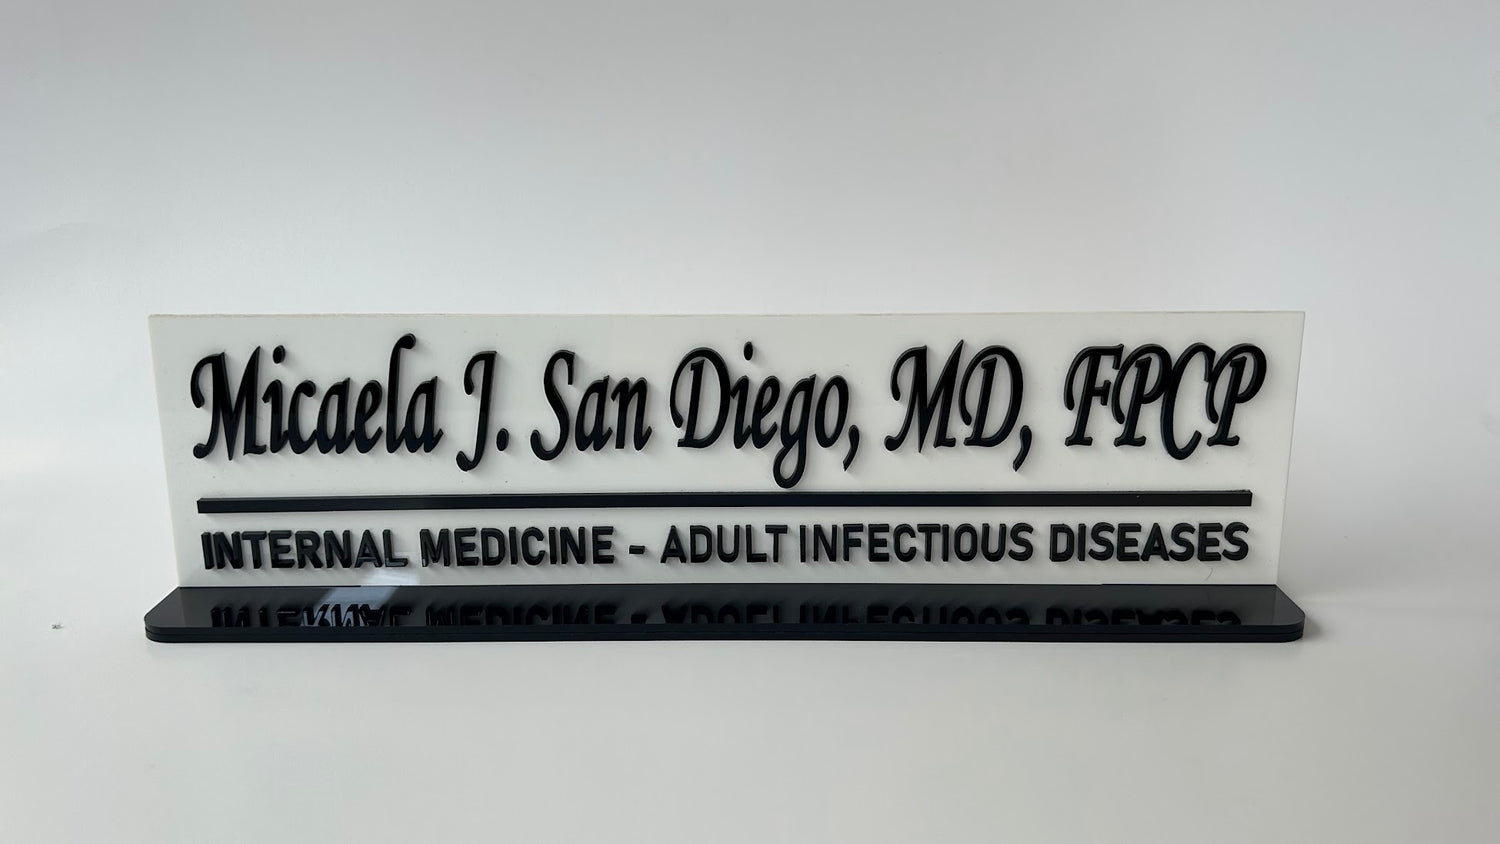 Micaela J. San Diego, MD, FPCP
INTERNAL MEDICINE - ADULT INFECTIOUS DISEASES